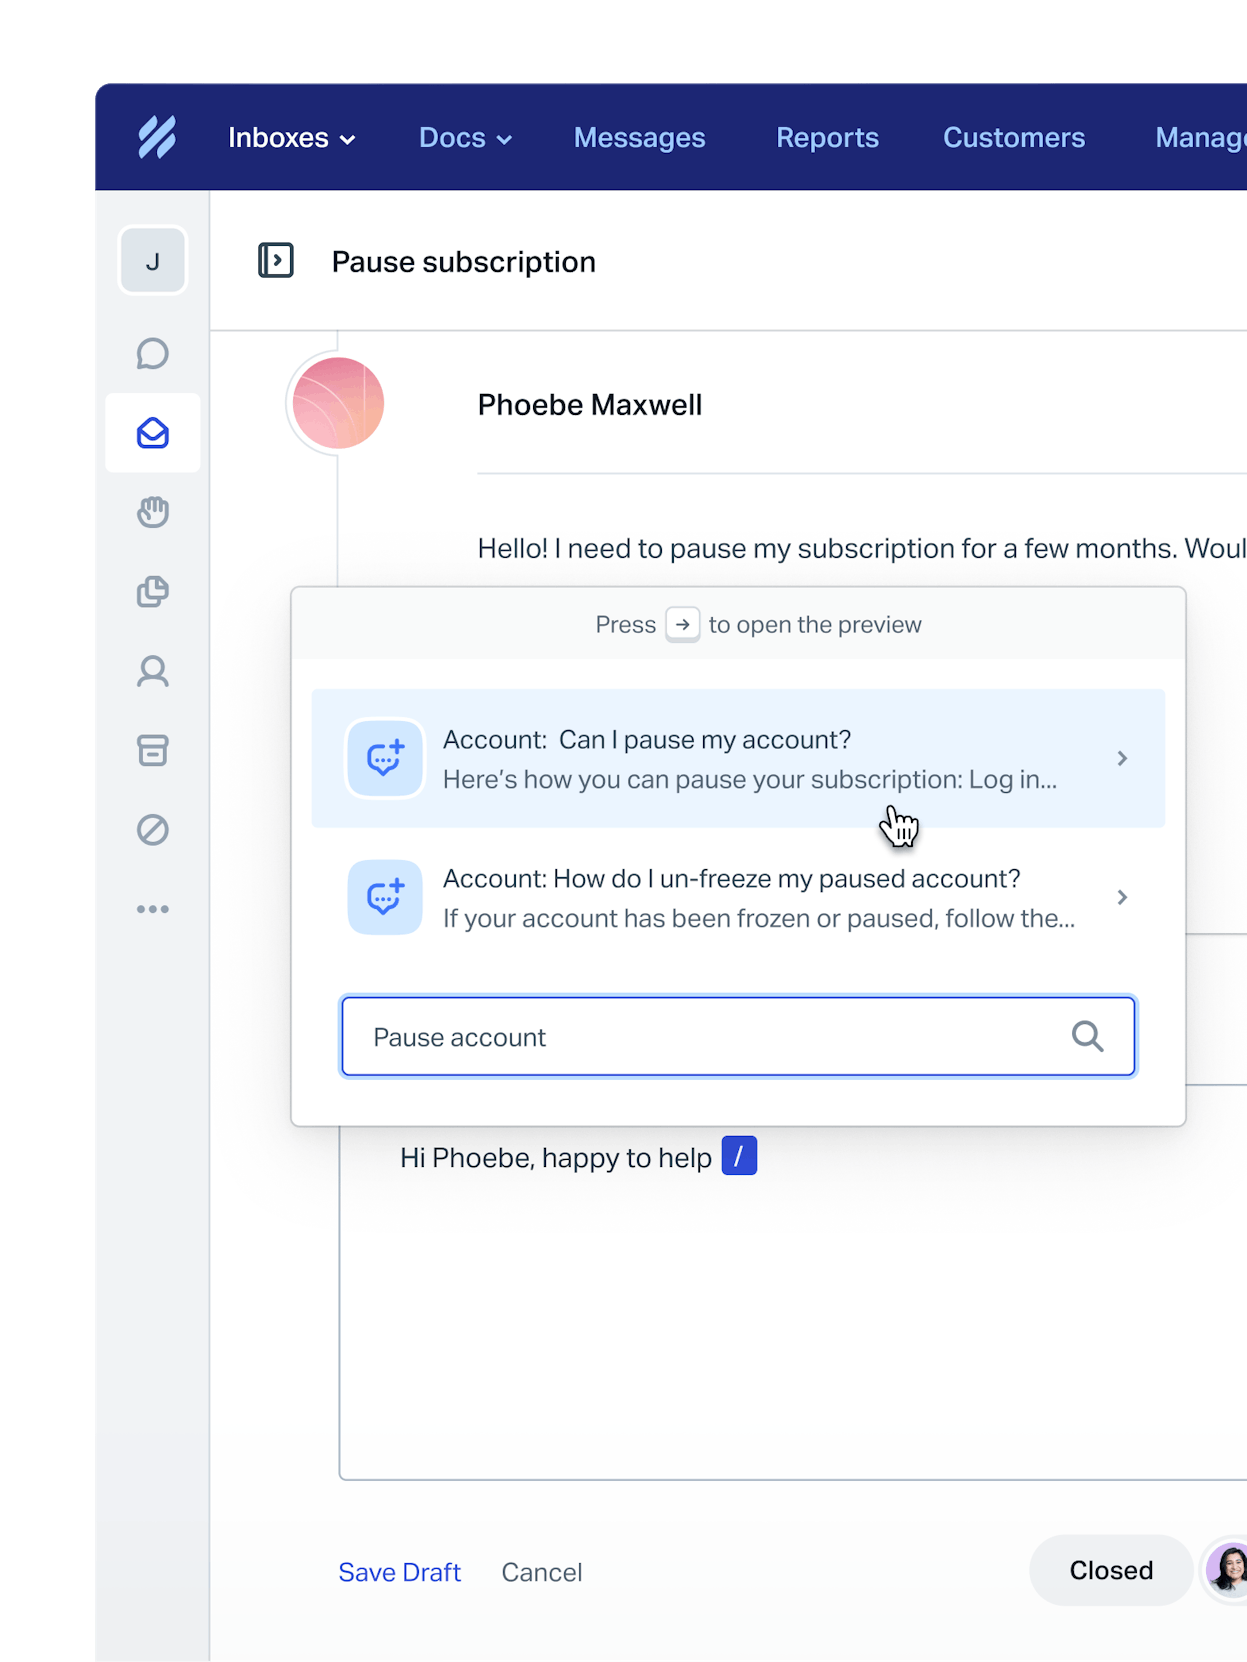 Inboxes Docs Messages Reports Customers
J
Pause subscription
Phoebe Maxwell
Hello! I need to pause my subscription for a few months.
Press → to open the preview
Account: Can I pause my account?
Here’s how you can pause your subscription: Log in...
Account: How do I un-freeze my paused account?
If your account has been frozen or paused, follow the...
Pause account
Hi Phoebe, happy to help /
Save Draft Cancel Closed